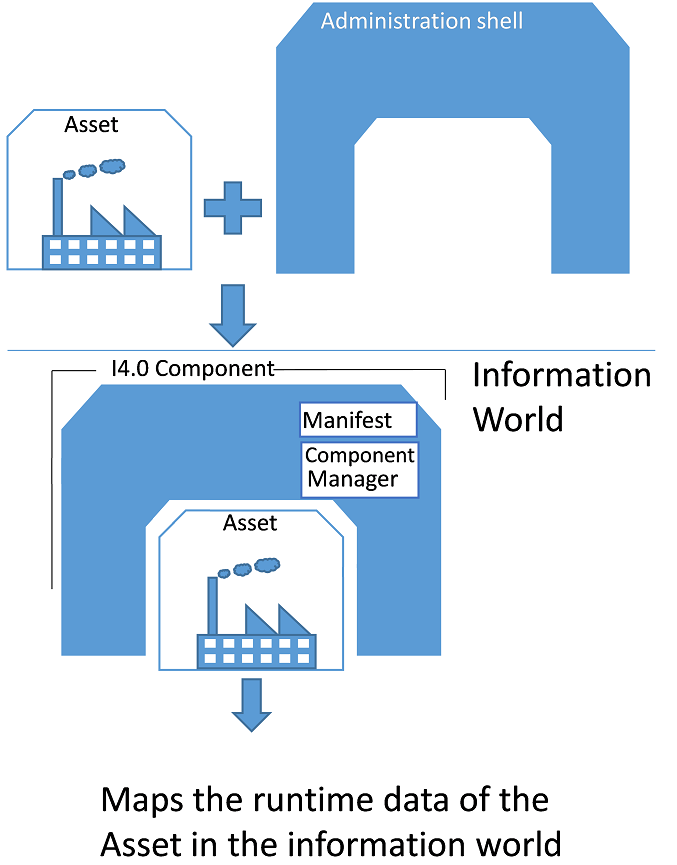 Administration shell
Asset
I4.0 Component
Information
World
Manifest
Component
Manager
Asset
Maps the runtime data of the
Asset in the information world